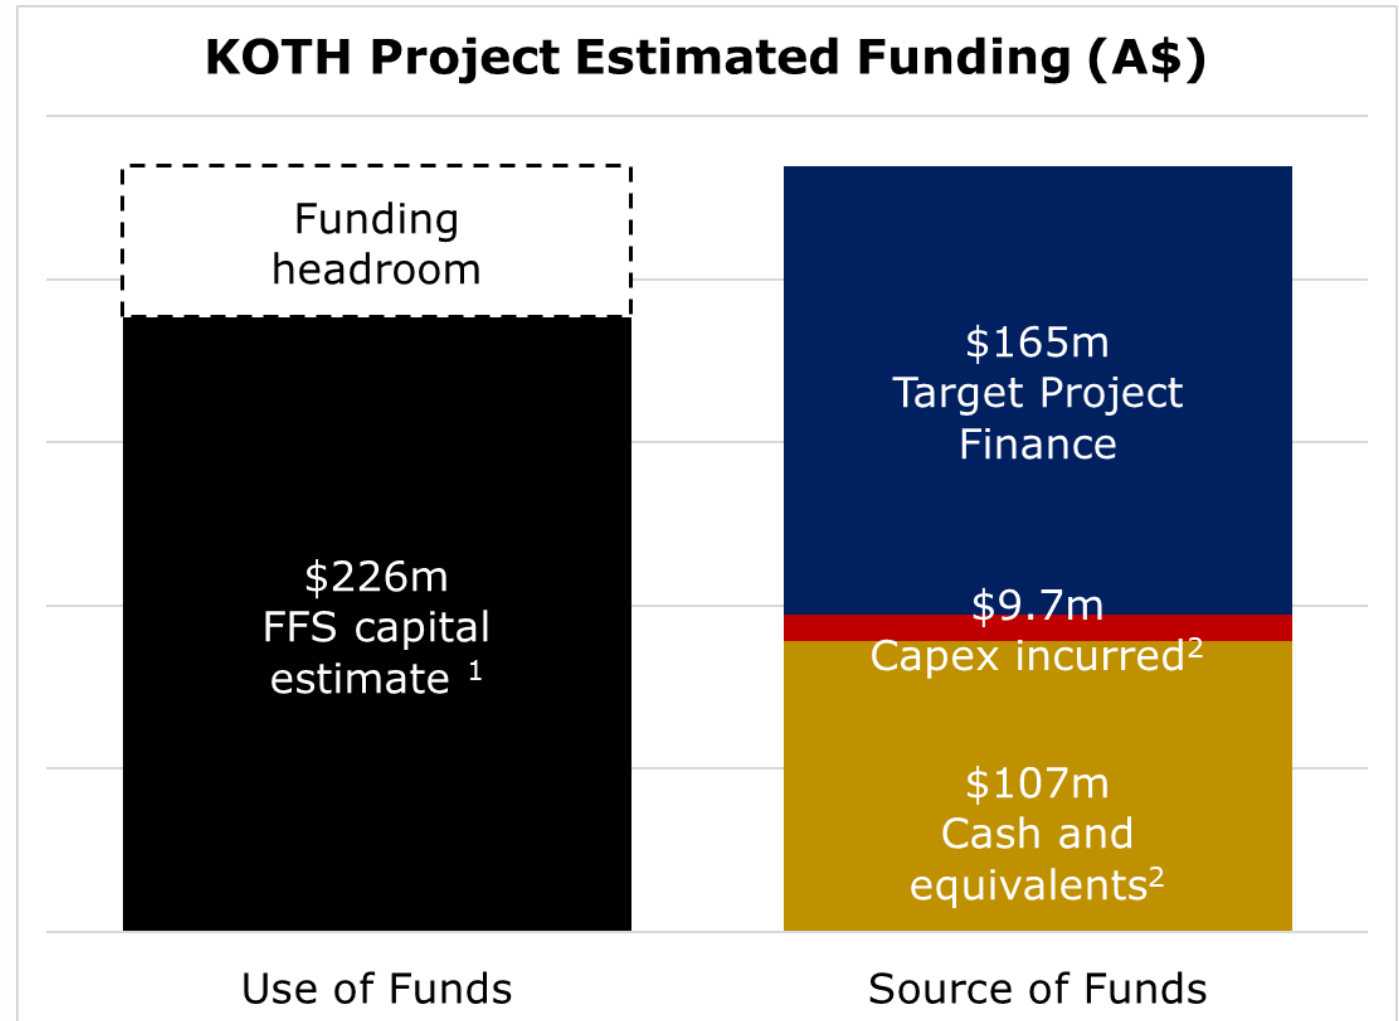 KOTH Project Estimated Funding (A$)
Funding
headroom
$226m
FFS capital
estimate ¹
$165m
Target Project
Finance
$9.7m
Capex incurred²
$107m
Cash and
equivalents²
Use of Funds
Source of Funds